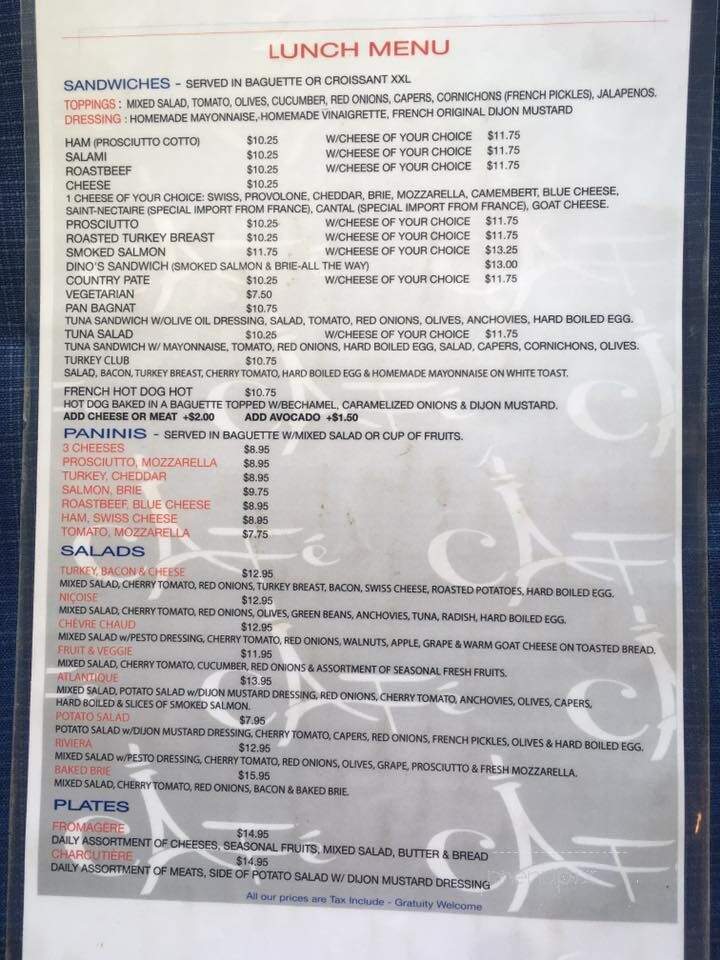 LUNCH MENU
SANDWICHES - SERVED IN BAGUETTE OR CROISSANT XXL
TOPPINGS : MIXED SALAD, TOMATO, OLIVES, CUCUMBER, RED ONIONS, CAPERS, CORNICHONS (FRENCH PICKLES), JALAPENOS.
DRESSING : HOMEMADE MAYONNAISE, HOMEMADE VINAIGRETTE, FRENCH ORIGINAL DIJON MUSTARD
HAM (PROSCIUTTO COTTO) $10.25 W/CHEESE OF YOUR CHOICE $11.75
SALAMI $10.25 W/CHEESE OF YOUR CHOICE $11.75
ROASTBEEF $10.25 W/CHEESE OF YOUR CHOICE $11.75
CHEESE $10.25
1 CHEESE OF YOUR CHOICE: SWISS, PROVOLONE, CHEDDAR, BRIE, MOZZARELLA, CAMEMBERT, BLUE CHEESE,
SAINT-NECTAIRE (SPECIAL IMPORT FROM FRANCE), CANTAL (SPECIAL IMPORT FROM FRANCE), GOAT CHEESE.
PROSCIUTTO $10.25 W/CHEESE OF YOUR CHOICE $11.75
ROASTED TURKEY BREAST $10.25 W/CHEESE OF YOUR CHOICE $11.75
SMOKED SALMON $11.75 W/CHEESE OF YOUR CHOICE $13.25
DINO'S SANDWICH (SMOKED SALMON & BRIE-ALL THE WAY) $13.00
COUNTRY PATE $10.25 W/CHEESE OF YOUR CHOICE $11.75
VEGETARIAN $7.50
PAN BAGNAT $10.75
TUNA SANDWICH W/OLIVE OIL DRESSING, SALAD, TOMATO, RED ONIONS, OLIVES, ANCHOVIES, HARD BOILED EGG.
TUNA SALAD $10.25 W/CHEESE OF YOUR CHOICE $11.75
TUNA SANDWICH W/ MAYONNAISE, TOMATO, RED ONIONS, HARD BOILED EGG, SALAD, CAPERS, CORNICHONS, OLIVES.
TURKEY CLUB $10.75
SALAD, BACON, TURKEY BREAST, CHERRY TOMATO, HARD BOILED EGG & HOMEMADE MAYONNAISE ON WHITE TOAST.
FRENCH HOT DOG HOT $10.75
HOT DOG BAKED IN A BAGUETTE TOPPED W/BECHAMEL, CARAMELIZED ONIONS & DIJON MUSTARD.
ADD CHEESE OR MEAT +$2.00 ADD AVOCADO +$1.50
PANINIS - SERVED IN BAGUETTE W/MIXED SALAD OR CUP OF FRUITS.
3 CHEESES $8.95
PROSCIUTTO, MOZZARELLA $8.95
TURKEY, CHEDDAR $8.95
SALMON, BRIE $9.75
ROASTBEEF, BLUE CHEESE $8.95
HAM, SWISS CHEESE $8.95
TOMATO, MOZZARELLA $7.75
SALADS
TURKEY, BACON & CHEESE $12.95
MIXED SALAD, CHERRY TOMATO, RED ONIONS, TURKEY BREAST, BACON, SWISS CHEESE, ROASTED POTATOES, HARD BOILED EGG.
NIÇOISE $12.95
MIXED SALAD, CHERRY TOMATO, RED ONIONS, OLIVES, GREEN BEANS, ANCHOVIES, TUNA, RADISH, HARD BOILED EGG.
CHÈVRE CHAUD $12.95
MIXED SALAD w/PESTO DRESSING, CHERRY TOMATO, RED ONIONS, WALNUTS, APPLE, GRAPE & WARM GOAT CHEESE ON TOASTED BREAD.
FRUIT & VEGGIE $11.95
MIXED SALAD, CHERRY TOMATO, CUCUMBER, RED ONIONS & ASSORTMENT OF SEASONAL FRESH FRUITS.
ATLANTIQUE $13.95
MIXED SALAD, POTATO SALAD w/DIJON MUSTARD DRESSING, RED ONIONS, CHERRY TOMATO, ANCHOVIES, OLIVES, CAPERS,
HARD BOILED & SLICES OF SMOKED SALMON.
POTATO SALAD $7.95
POTATO SALAD w/DIJON MUSTARD DRESSING, CHERRY TOMATO, CAPERS, RED ONIONS, FRENCH PICKLES, OLIVES & HARD BOILED EGG.
RIVIERA $12.95
MIXED SALAD w/PESTO DRESSING, CHERRY TOMATO, RED ONIONS, OLIVES, GRAPE, PROSCIUTTO & FRESH MOZZARELLA.
BAKED BRIE $15.95
MIXED SALAD, CHERRY TOMATO, RED ONIONS, BACON & BAKED BRIE.
PLATES
FROMAGÈRE $14.95
DAILY ASSORTMENT OF CHEESES, SEASONAL FRUITS, MIXED SALAD, BUTTER & BREAD
CHARCUTIÈRE $14.95
DAILY ASSORTMENT OF MEATS, SIDE OF POTATO SALAD W/ DIJON MUSTARD DRESSING
All our prices are Tax Include - Gratuity Welcome